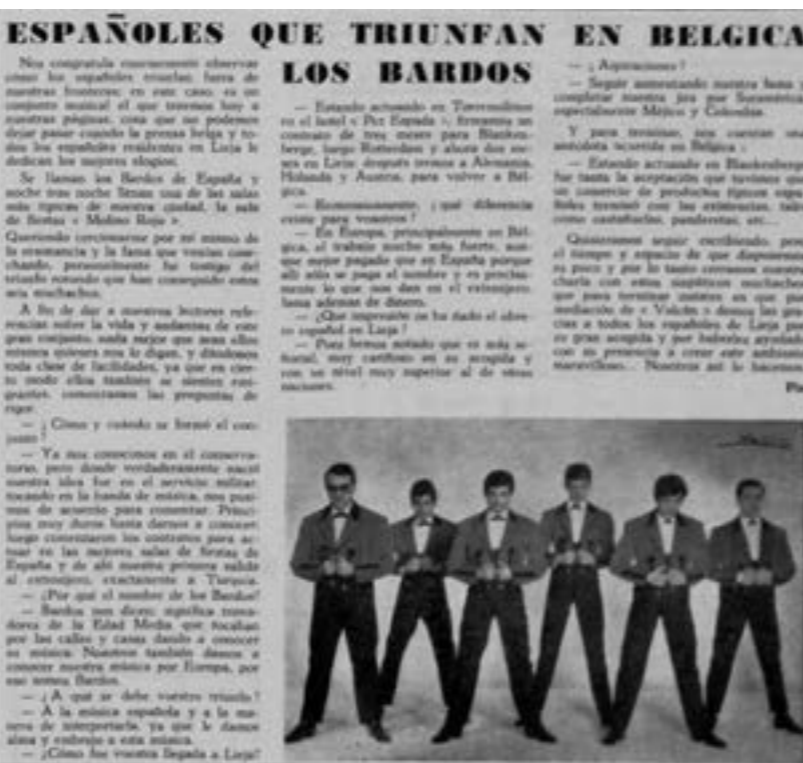 ESPAÑOLES QUE TRIUNFAN EN BELGICA
LOS BARDOS
Nos congratula enormemente observar
cómo los españoles triunfan fuera de
nuestras fronteras; en este caso, es un
conjunto musical el que tenemos hoy a
nuestras páginas, cosa que no podemos
dejar pasar cuando la prensa belga y to-
dos los españoles residentes en Lieja le
dedican los mejores elogios.
Se llaman los Bardos de España y
noche tras noche llenan una de las salas
más típicas de nuestra ciudad, la sala
de fiestas « Molino Rojo ».
Queriendo cerciorarme por mí mismo de
la resonancia y la fama que venían cose-
chando, personalmente fui testigo del
triunfo rotundo que han conseguido estos
seis muchachos.
A fin de dar a nuestros lectores refe-
rencias sobre la vida y andanzas de este
gran conjunto, nada mejor que sean ellos
mismos quienes nos lo digan, y dándonos
toda clase de facilidades, ya que en cier-
to modo ellos también se sienten emi-
grantes, comenzamos las preguntas de
rigor.
— ¿ Cómo y cuándo se formó el con-
junto ?
— Ya nos conocimos en el conserva-
torio, pero donde verdaderamente nació
nuestra idea fue en el servicio militar
tocando en la banda de música, nos pusi-
mos de acuerdo para comenzar. Princi-
pios muy duros hasta darnos a conocer,
luego comenzaron los contratos para ac-
tuar en las mejores salas de fiestas de
España y de ahí nuestra primera salida
al extranjero, exactamente a Turquía.
— ¿Por qué el nombre de los Bardos?
— Bardos nos dicen; significa trova-
dores de la Edad Media que tocaban
por las calles y casas dando a conocer
su música. Nosotros también damos a
conocer nuestra música por Europa, por
eso somos Bardos.
— ¿ A qué se debe vuestro triunfo ?
— A la música española y a la ma-
nera de interpretarla, ya que le damos
alma y embrujo a esta música.
— ¿Cómo fue vuestra llegada a Lieja?
— Estando actuando en Torremolinos
en el hotel « Pez Espada », firmamos un
contrato de tres meses para Blanken-
berge, luego Rotterdam y ahora dos me-
ses en Lieja; después iremos a Alemania,
Holanda y Austria, para volver a Bél-
gica.
— Económicamente, ¿ qué diferencia
existe para vosotros ?
— En Europa, principalmente en Bél-
gica, el trabajo mucho más fuerte, aun-
que mejor pagado que en España porque
allí sólo se paga el nombre y es precisa-
mente lo que nos dan en el extranjero,
fama además de dinero.
— ¿Qué impresión os ha dado el obre-
ro español en Lieja ?
— Pues hemos notado que es más
muy cariñoso en su acogida y
con un nivel muy superior al de otras
naciones.
— ¿ Aspiraciones ?
— Seguir aumentando nuestra fama y
completar nuestra jira por Suramérica,
especialmente Méjico y Colombia.
Y para terminar, nos cuentan una
anécdota ocurrida en Bélgica :
— Estando actuando en Blankenberge
fue tanta la aceptación que tuvimos que
un comercio de productos típicos espa-
ñoles terminó con las existencias, tales
como castañuelas, panderetas, etc...
Quisiéramos seguir escribiendo, pero
el tiempo y espacio de que disponemos
es poco y por lo tanto cerramos nuestra
charla con estos simpáticos muchachos
que para terminar insisten en que por
mediación de « Volcán » demos las gra-
cias a todos los españoles de Lieja por
su gran acogida y por haberles ayudado
con su presencia a crear este ambiente
maravilloso... Nosotros así lo hacemos.